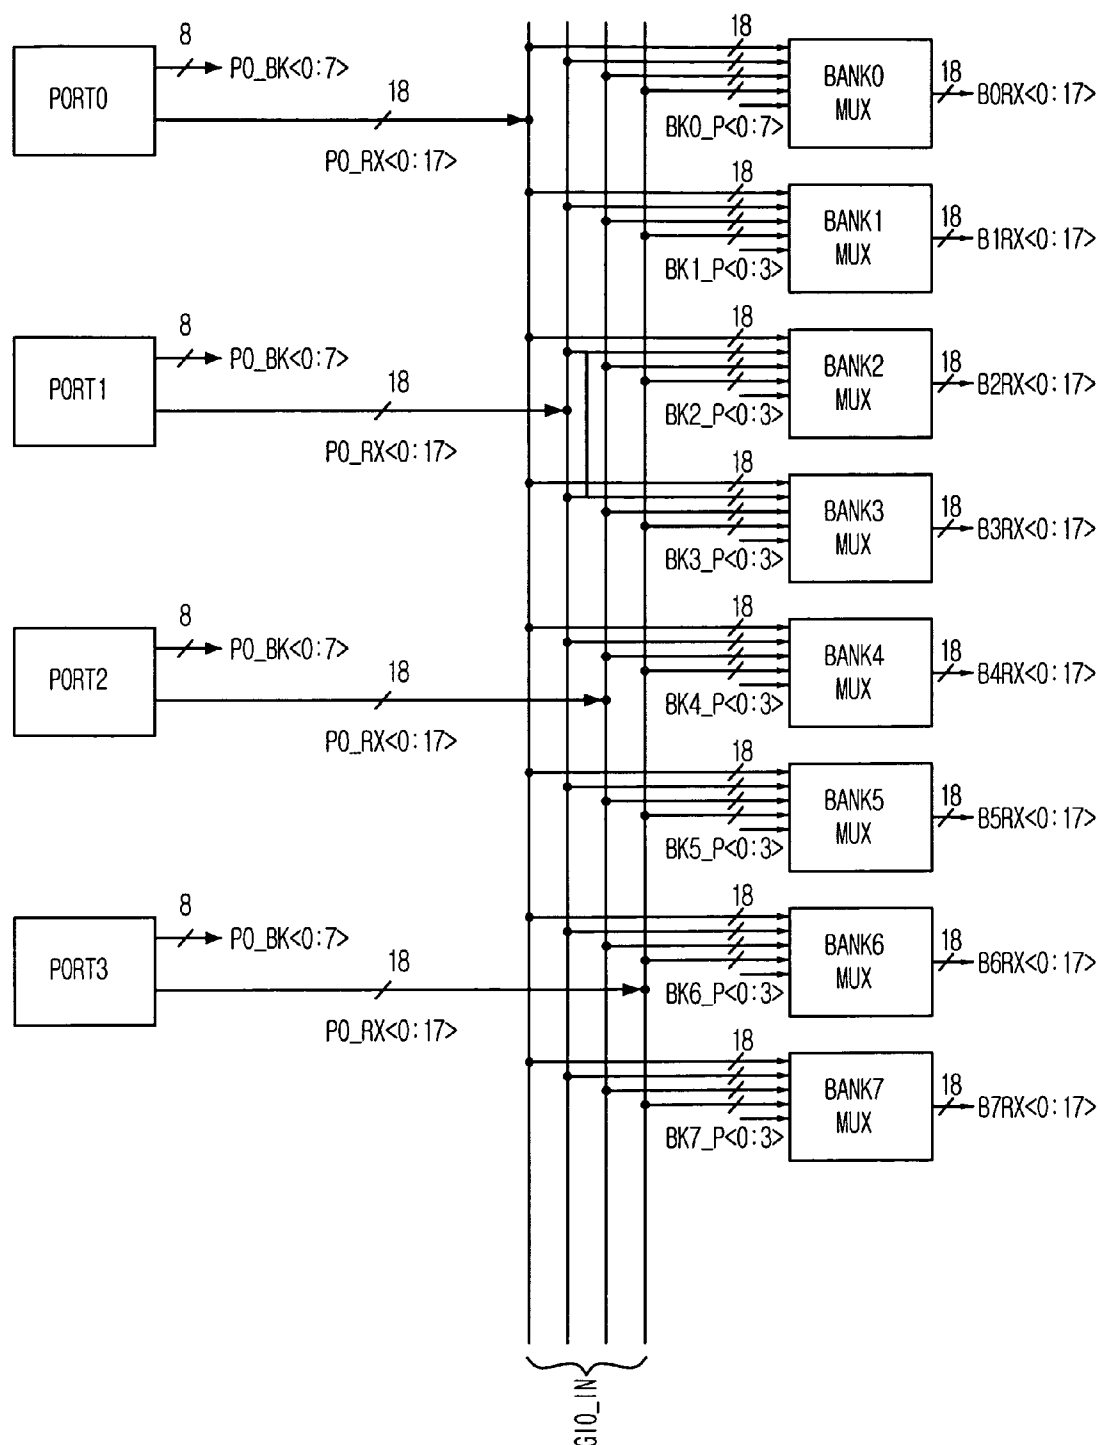 PORT0
8
P0_BK<0:7>
18
P0_RX<0:17>
18
BK0_P<0:7>
BANK0
MUX
18
B0RX<0:17>
18
BK1_P<0:3>
BANK1
MUX
18
B1RX<0:17>
PORT1
8
P0_BK<0:7>
18
P0_RX<0:17>
18
BK2_P<0:3>
BANK2
MUX
18
B2RX<0:17>
18
BK3_P<0:3>
BANK3
MUX
18
B3RX<0:17>
PORT2
8
P0_BK<0:7>
18
P0_RX<0:17>
18
BK4_P<0:3>
BANK4
MUX
18
B4RX<0:17>
18
BK5_P<0:3>
BANK5
MUX
18
B5RX<0:17>
PORT3
8
P0_BK<0:7>
18
P0_RX<0:17>
18
BK6_P<0:3>
BANK6
MUX
18
B6RX<0:17>
18
BK7_P<0:3>
BANK7
MUX
18
B7RX<0:17>
GIO_IN